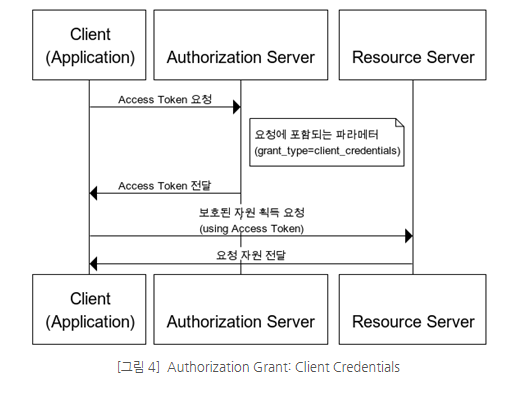 Client
(Application)
Authorization Server
Resource Server
Access Token 요청
요청에 포함되는 파라메터
(grant_type=client_credentials)
Access Token 전달
보호된 자원 획득 요청
(using Access Token)
요청 자원 전달
Client
(Application)
Authorization Server
Resource Server
[그림 4] Authorization Grant: Client Credentials